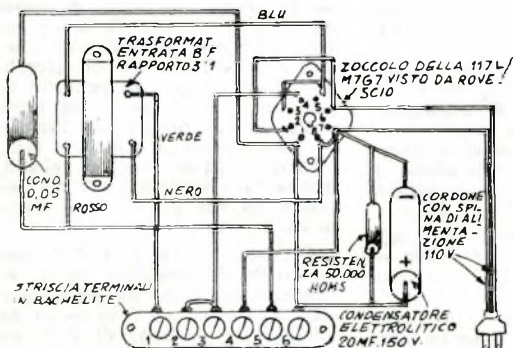 BLU
TRASFORMAT.
ENTRATA B.F.
RAPPORTO 3:1
ZOCCOLO DELLA 117L/
M7G7 VISTO DA ROVE-
SCIO
VERDE
NERO
COND
0,05
MF
ROSSO
CORDONE
CON SPI-
NA DI ALI-
MENTA-
ZIONE
110 V.
RESISTEN-
ZA 50.000
HOMS
STRISCIA TERMINALI
IN BACHELITE
1 2 3 4 5 6
CONDENSATORE
ELETTROLITICO
20 MF. 150 V.